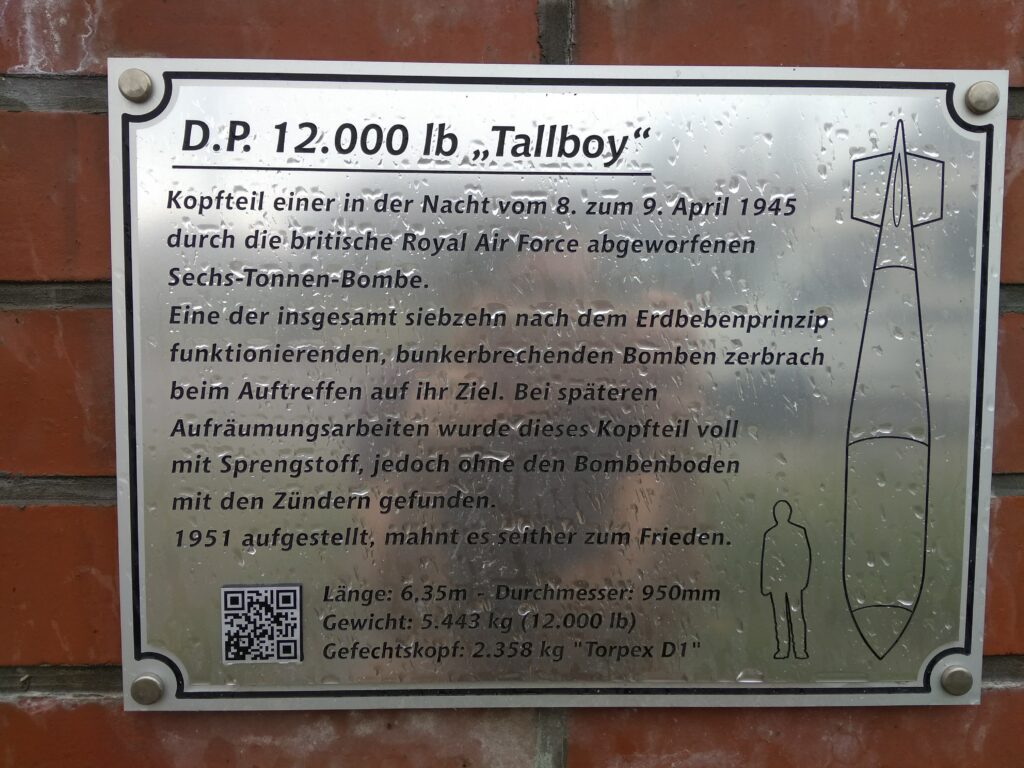 D.P. 12.000 lb „Tallboy“
Kopfteil einer in der Nacht vom 8. zum 9. April 1945
durch die britische Royal Air Force abgeworfenen
Sechs-Tonnen-Bombe.
Eine der insgesamt siebzehn nach dem Erdbebenprinzip
funktionierenden, bunkerbrechenden Bomben zerbrach
beim Auftreffen auf ihr Ziel. Bei späteren
Aufräumungsarbeiten wurde dieses Kopfteil voll
mit Sprengstoff, jedoch ohne den Bombenboden
mit den Zündern gefunden.
1951 aufgestellt, mahnt es seither zum Frieden.
Länge: 6,35m - Durchmesser: 950mm
Gewicht: 5.443 kg (12.000 lb)
Gefechtskopf: 2.358 kg "Torpex D1"